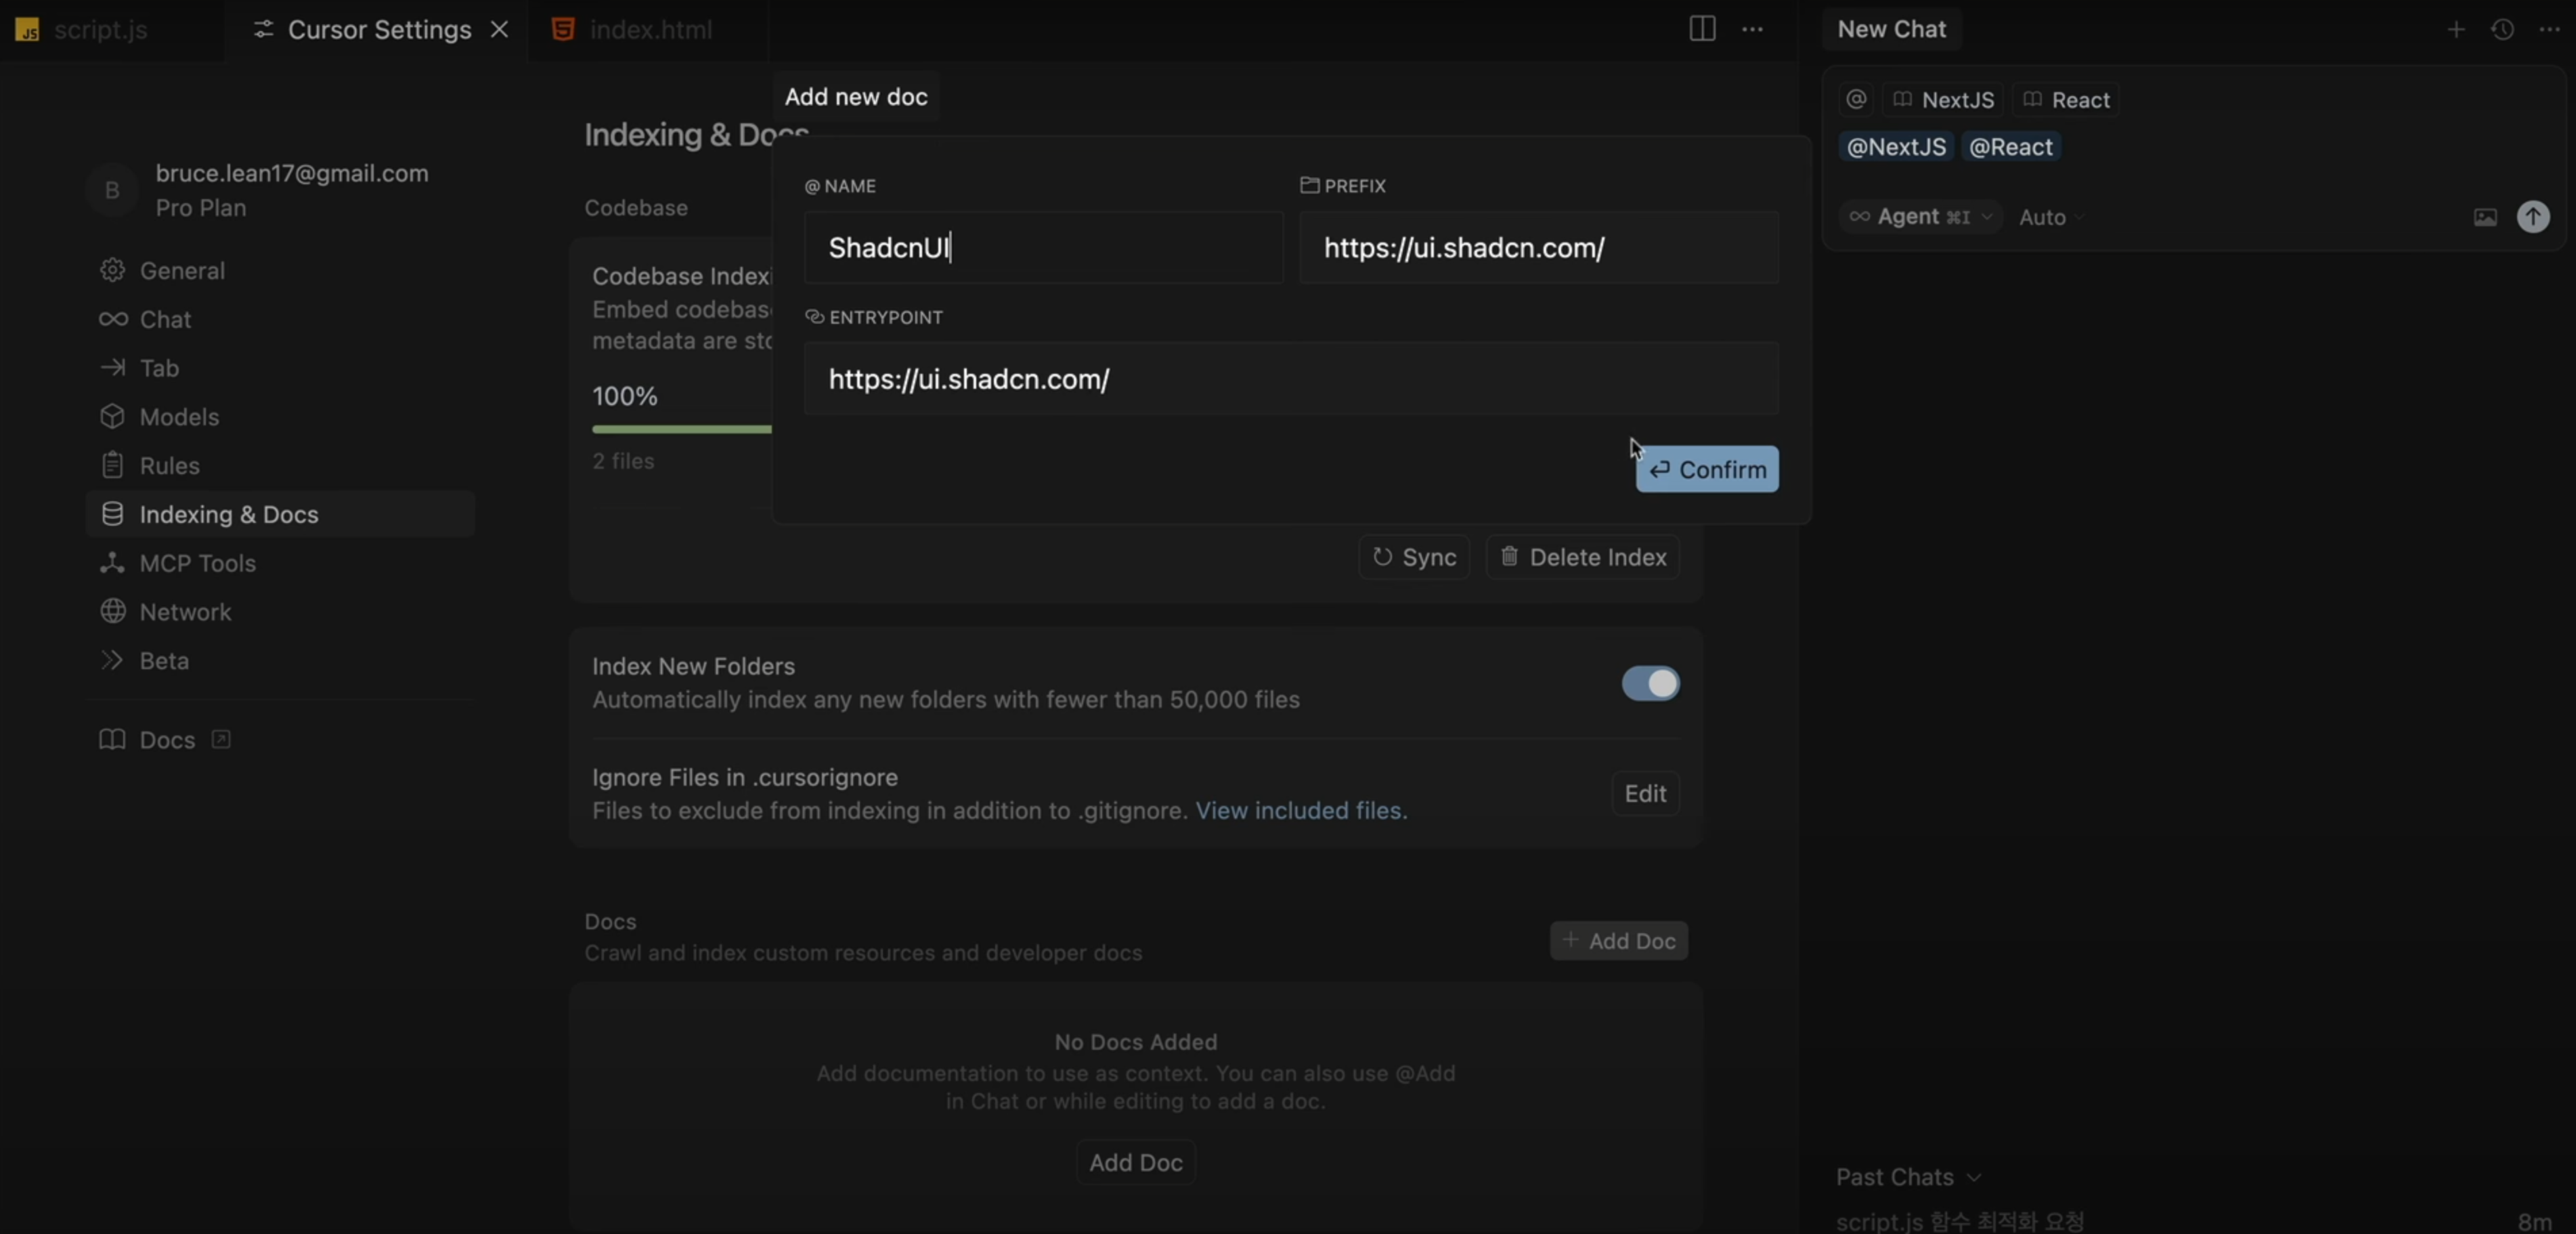 script.js
Cursor Settings
index.html
New Chat
Add new doc
Indexing & Docs
@ NAME
PREFIX
ShadcnUI
https://ui.shadcn.com/
ENTRYPOINT
https://ui.shadcn.com/
Confirm
B
bruce.lean17@gmail.com
Pro Plan
General
Chat
Tab
Models
Rules
Indexing & Docs
MCP Tools
Network
Beta
Docs
Codebase
Codebase Indexi
Embed codebas
metadata are sto
100%
2 files
Sync
Delete Index
Index New Folders
Automatically index any new folders with fewer than 50,000 files
Ignore Files in .cursorignore
Files to exclude from indexing in addition to .gitignore. View included files.
Edit
Docs
Crawl and index custom resources and developer docs
+ Add Doc
No Docs Added
Add documentation to use as context. You can also use @Add
in Chat or while editing to add a doc.
Add Doc
@ NextJS React
@NextJS @React
Agent ⌘I Auto
Past Chats
script.js 함수 최적화 요청 8m